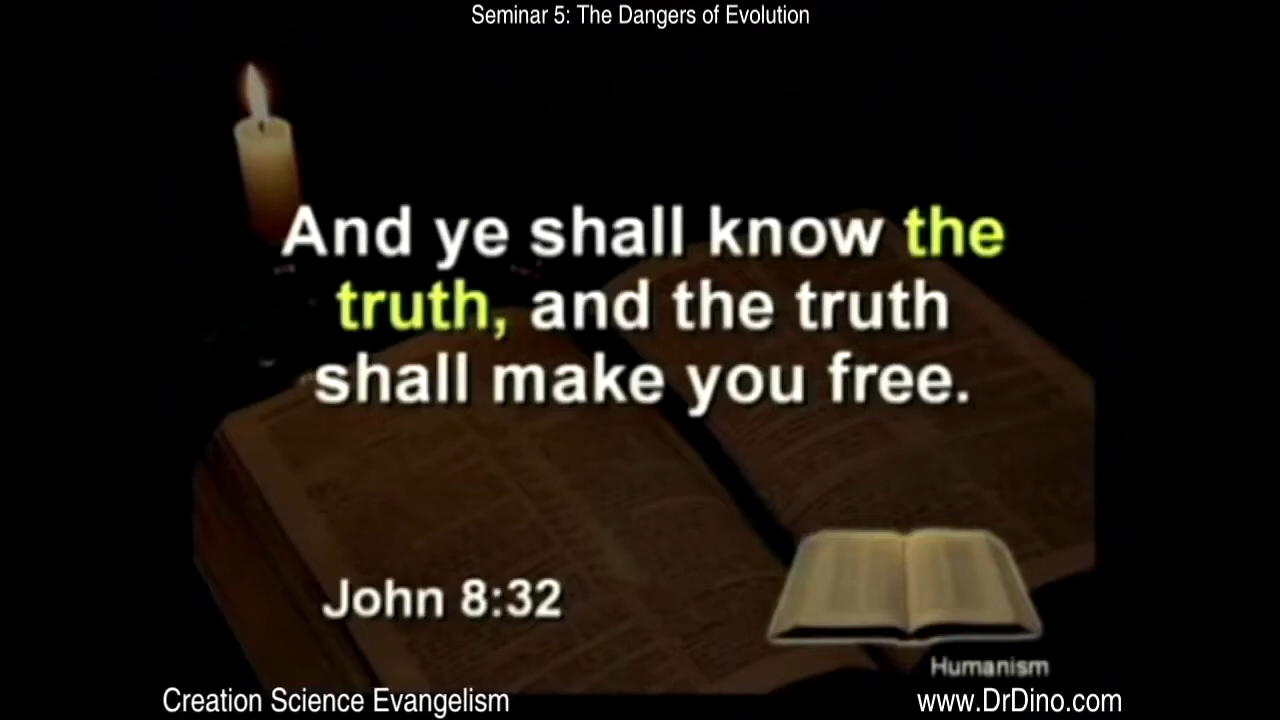 Seminar 5: The Dangers of Evolution
And ye shall know the
truth, and the truth
shall make you free.
John 8:32
Humanism
Creation Science Evangelism
www.DrDino.com